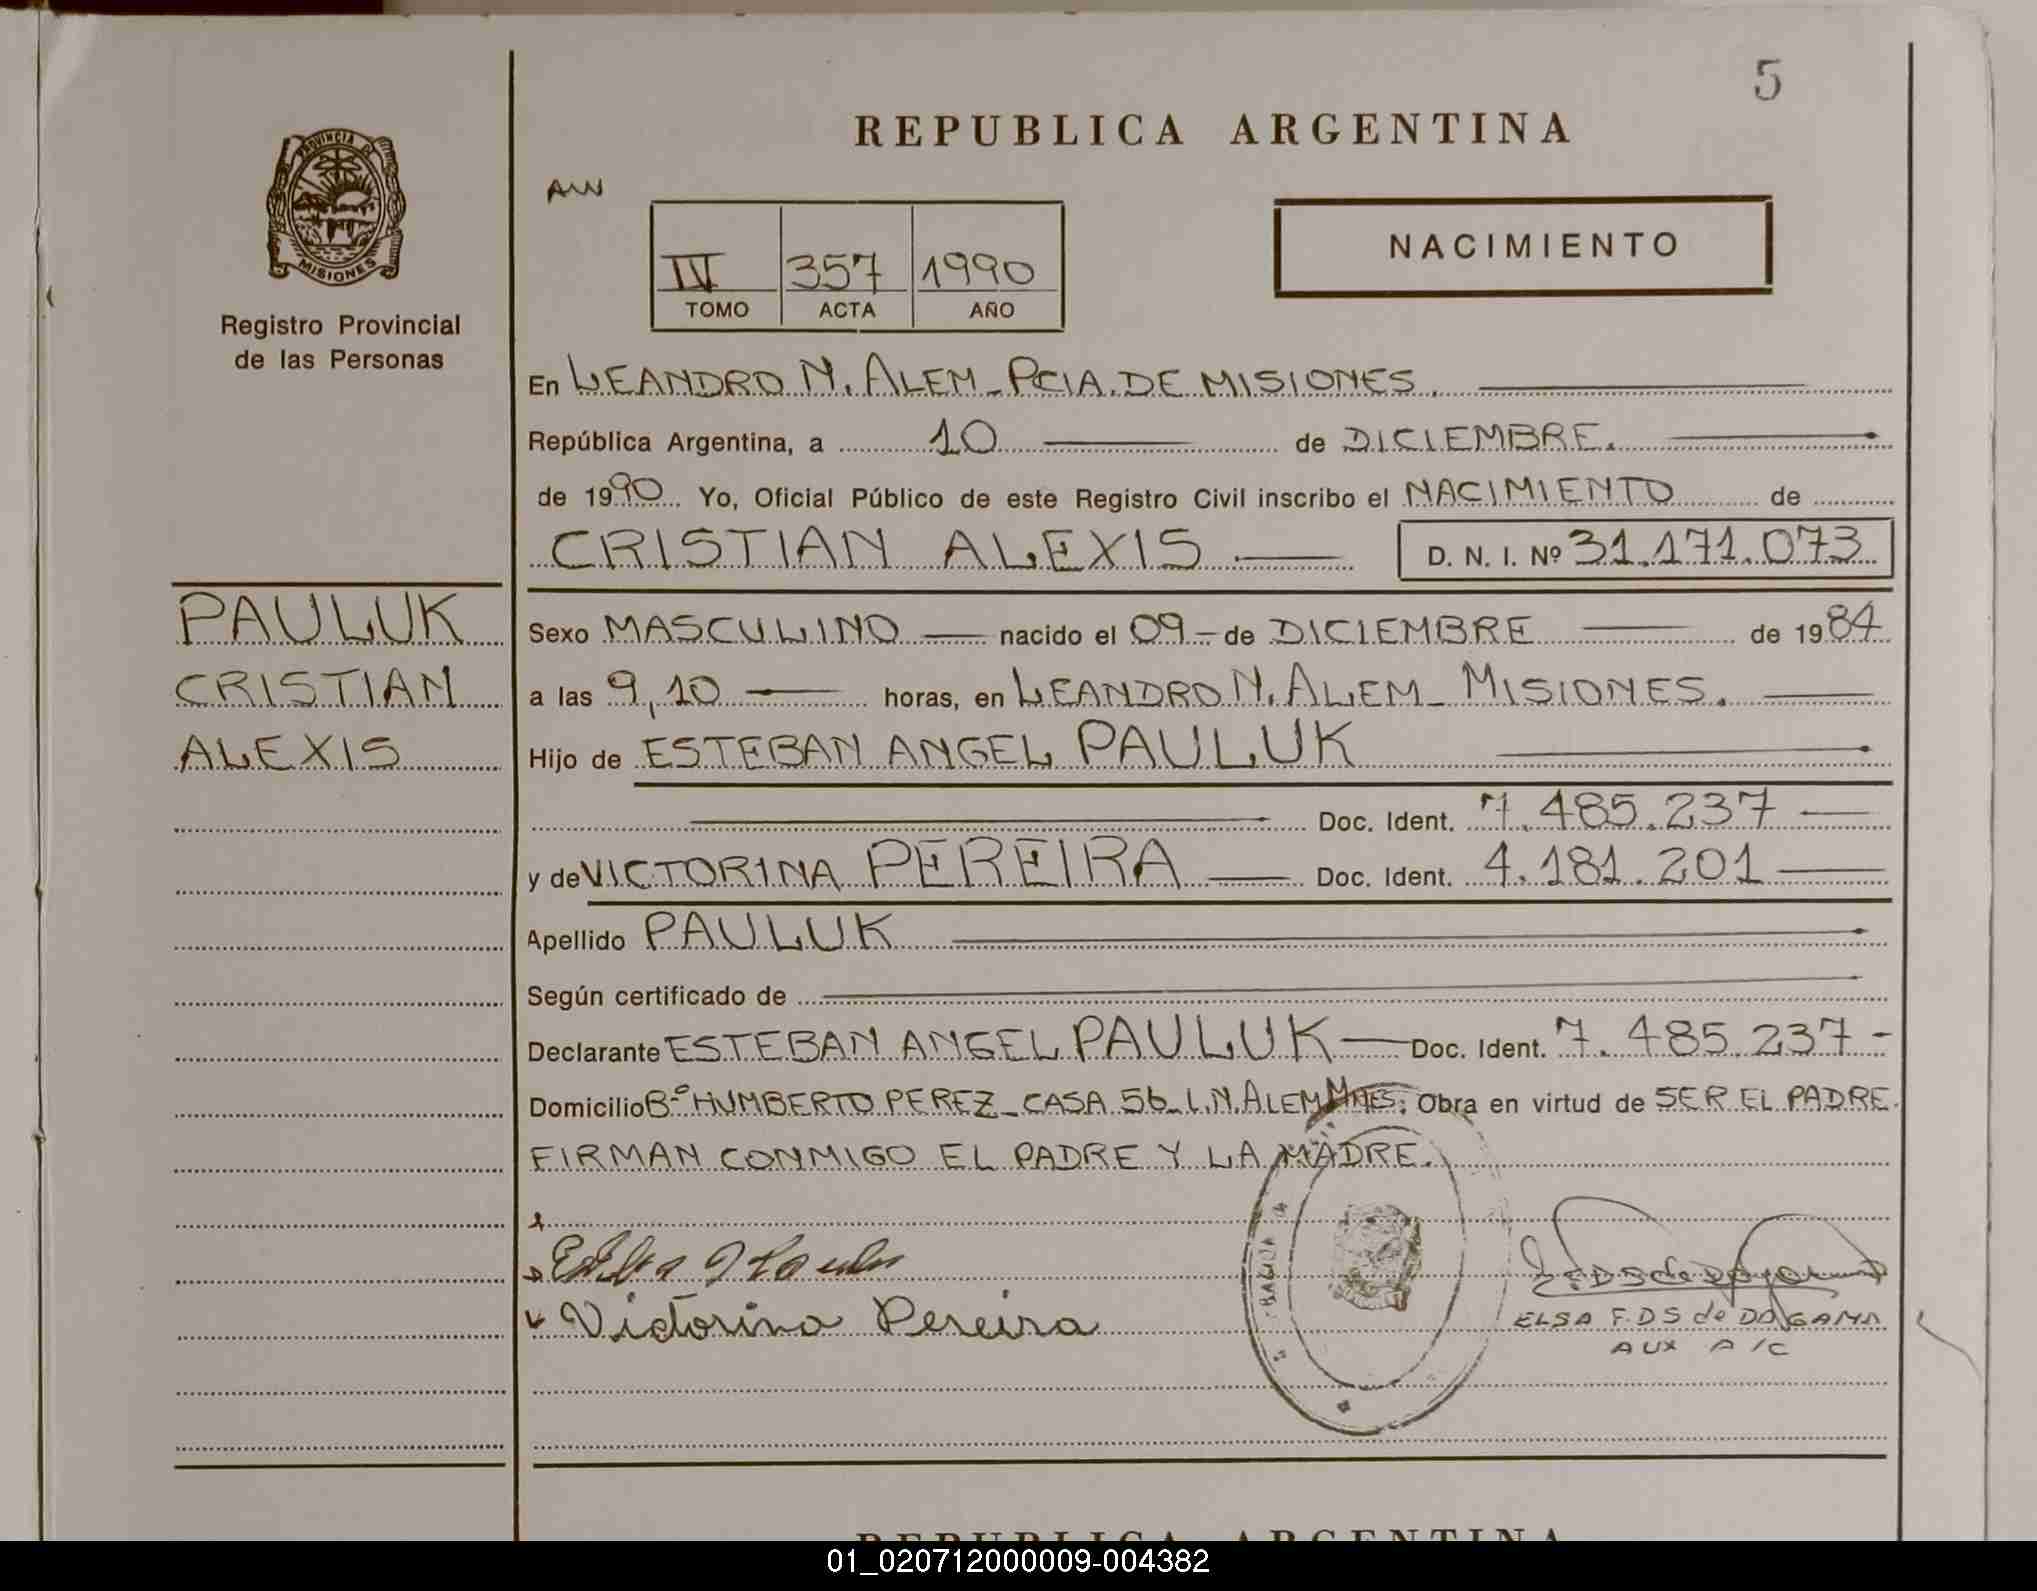 5
REPUBLICA ARGENTINA
PROVINCIA DE
MISIONES
AW
NACIMIENTO
IV 357 1990
TOMO ACTA AÑO
Registro Provincial
de las Personas
En LEANDRO N. ALEM - PCIA. DE MISIONES.
República Argentina, a 10 de DICIEMBRE.
de 1990 Yo, Oficial Público de este Registro Civil inscribo el NACIMIENTO de
CRISTIAN ALEXIS D. N. I. Nº 31.171.073
PAULUK
CRISTIAN
ALEXIS
Sexo MASCULINO nacido el 09 - de DICIEMBRE de 1984
a las 9,10 horas, en LEANDRO N. ALEM - MISIONES.
Hijo de ESTEBAN ANGEL PAULUK
Doc. Ident. 7.485.237
y de VICTORINA PEREIRA Doc. Ident. 4.181.201
Apellido PAULUK
Según certificado de
Declarante ESTEBAN ANGEL PAULUK Doc. Ident. 7.485.237 -
Domicilio Bº HUMBERTO PEREZ - CASA 56 - L.N. ALEM Mnes. Obra en virtud de SER EL PADRE.
FIRMAN CONMIGO EL PADRE Y LA MADRE.
Victorina Pereira
ELSA F. DS de DA GAMA
AUX A/C
REPUBLICA ARGENTINA
01_020712000009-004382